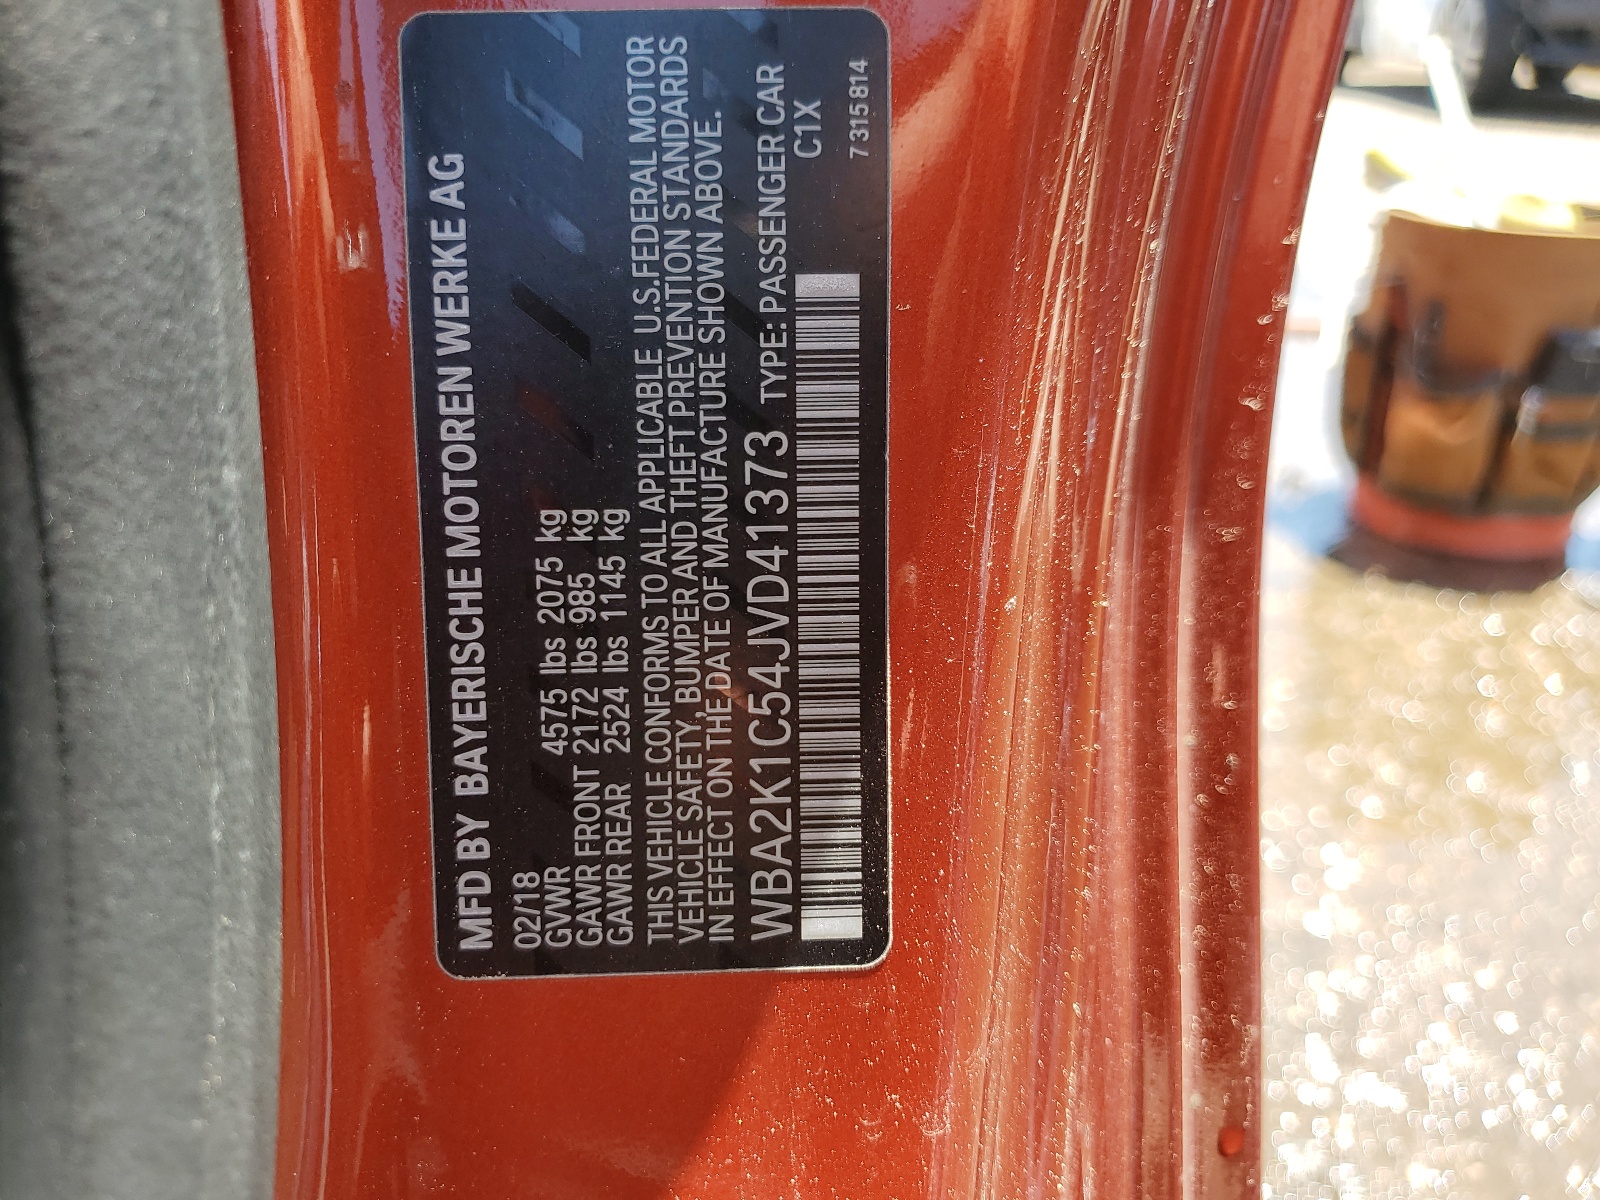 MFD BY BAYERISCHE MOTOREN WERKE AG
02/18
GVWR 4575 lbs 2075 kg
GAWR FRONT 2172 lbs 985 kg
GAWR REAR 2524 lbs 1145 kg
THIS VEHICLE CONFORMS TO ALL APPLICABLE U.S.FEDERAL MOTOR
VEHICLE SAFETY, BUMPER AND THEFT PREVENTION STANDARDS
IN EFFECT ON THE DATE OF MANUFACTURE SHOWN ABOVE.
WBA2K1C54JVD41373 TYPE: PASSENGER CAR
C1X
7 315 814